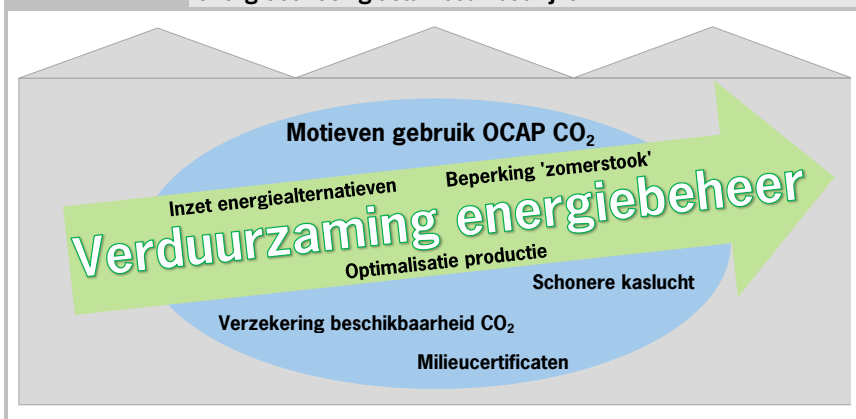 Motieven gebruik OCAP CO₂
Inzet energiealternatieven
Beperking 'zomerstook'
Verduurzaming energiebeheer
Optimalisatie productie
Schonere kaslucht
Verzekering beschikbaarheid CO₂
Milieucertificaten